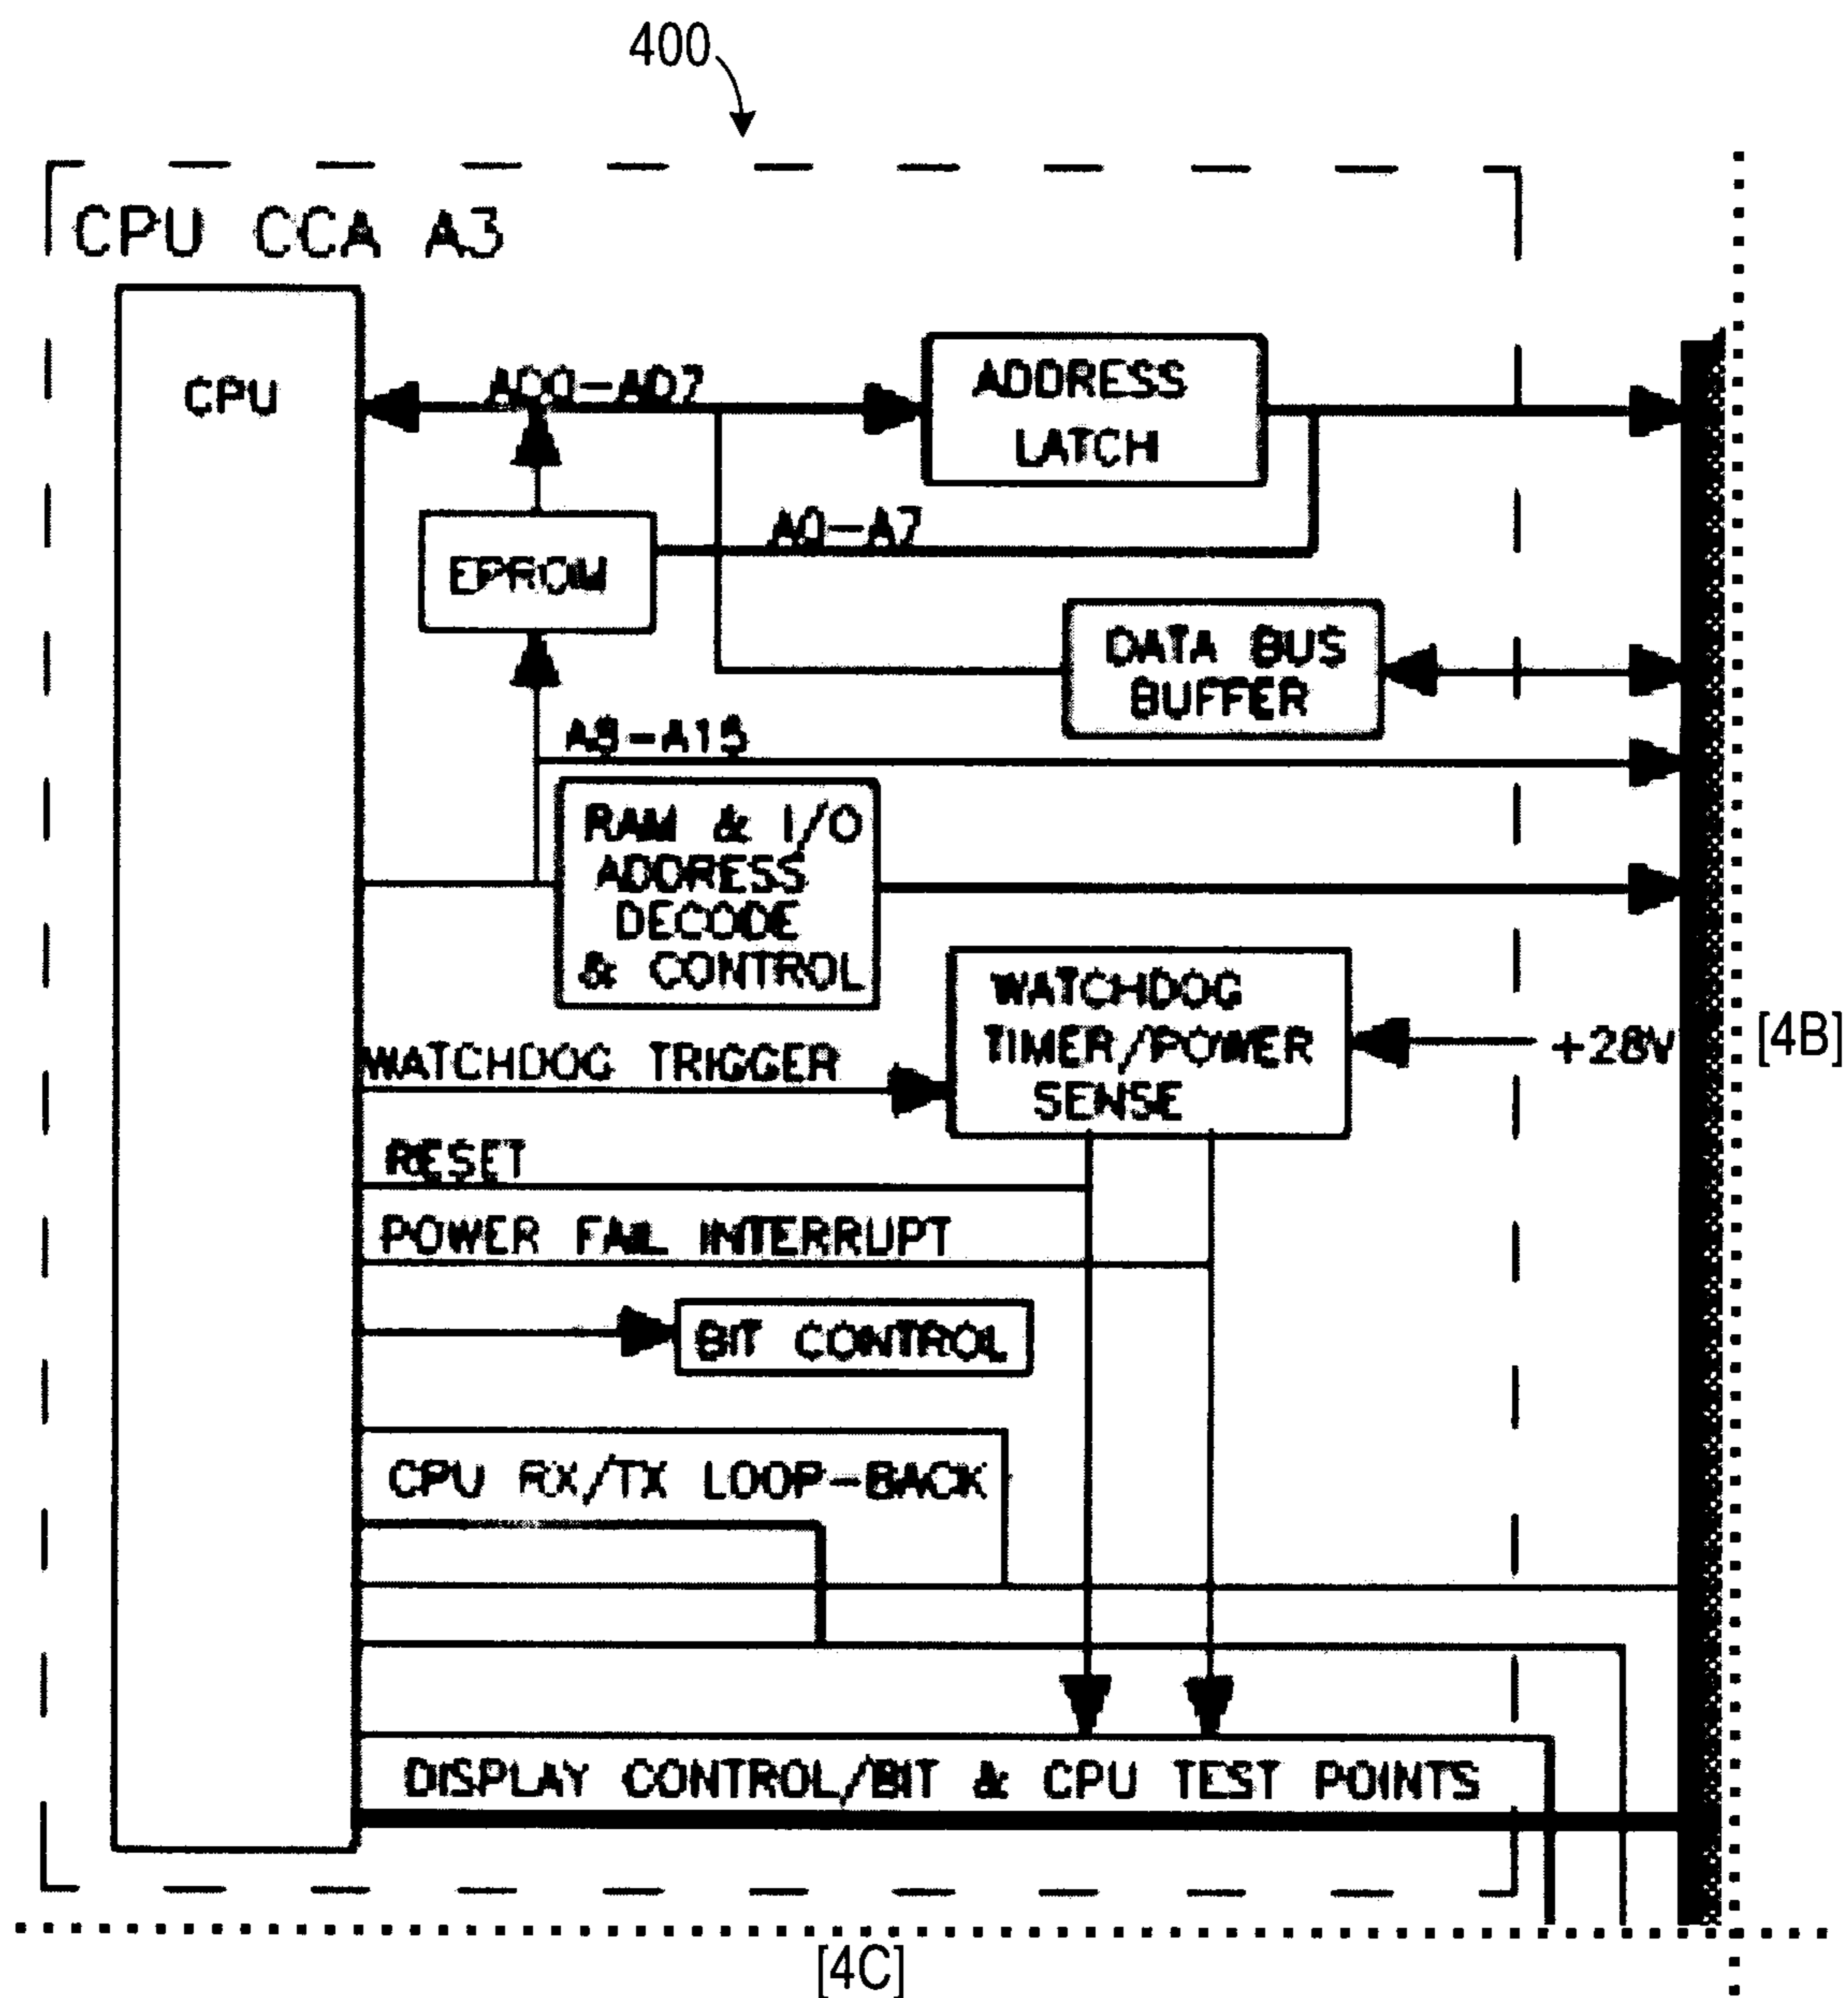 400
CPU CCA A3
CPU
AD0-AD7
ADDRESS
LATCH
A0-A7
EPROM
DATA BUS
BUFFER
A8-A15
RAM & I/O
ADDRESS
DECODE
& CONTROL
WATCHDOG
TIMER/POWER
SENSE
+28V
[4B]
WATCHDOG TRIGGER
RESET
POWER FAIL INTERRUPT
BIT CONTROL
CPU RX/TX LOOP-BACK
DISPLAY CONTROL/BIT & CPU TEST POINTS
[4C]